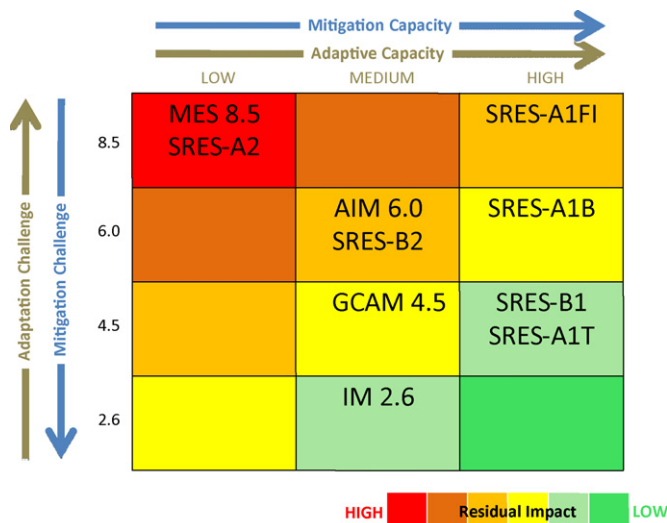 Mitigation Capacity
Adaptive Capacity
LOW MEDIUM HIGH
Adaptation Challenge
Mitigation Challenge
8.5
MES 8.5
SRES-A2
SRES-A1FI
6.0
AIM 6.0
SRES-B2
SRES-A1B
4.5
GCAM 4.5
SRES-B1
SRES-A1T
2.6
IM 2.6
HIGH Residual Impact LOW